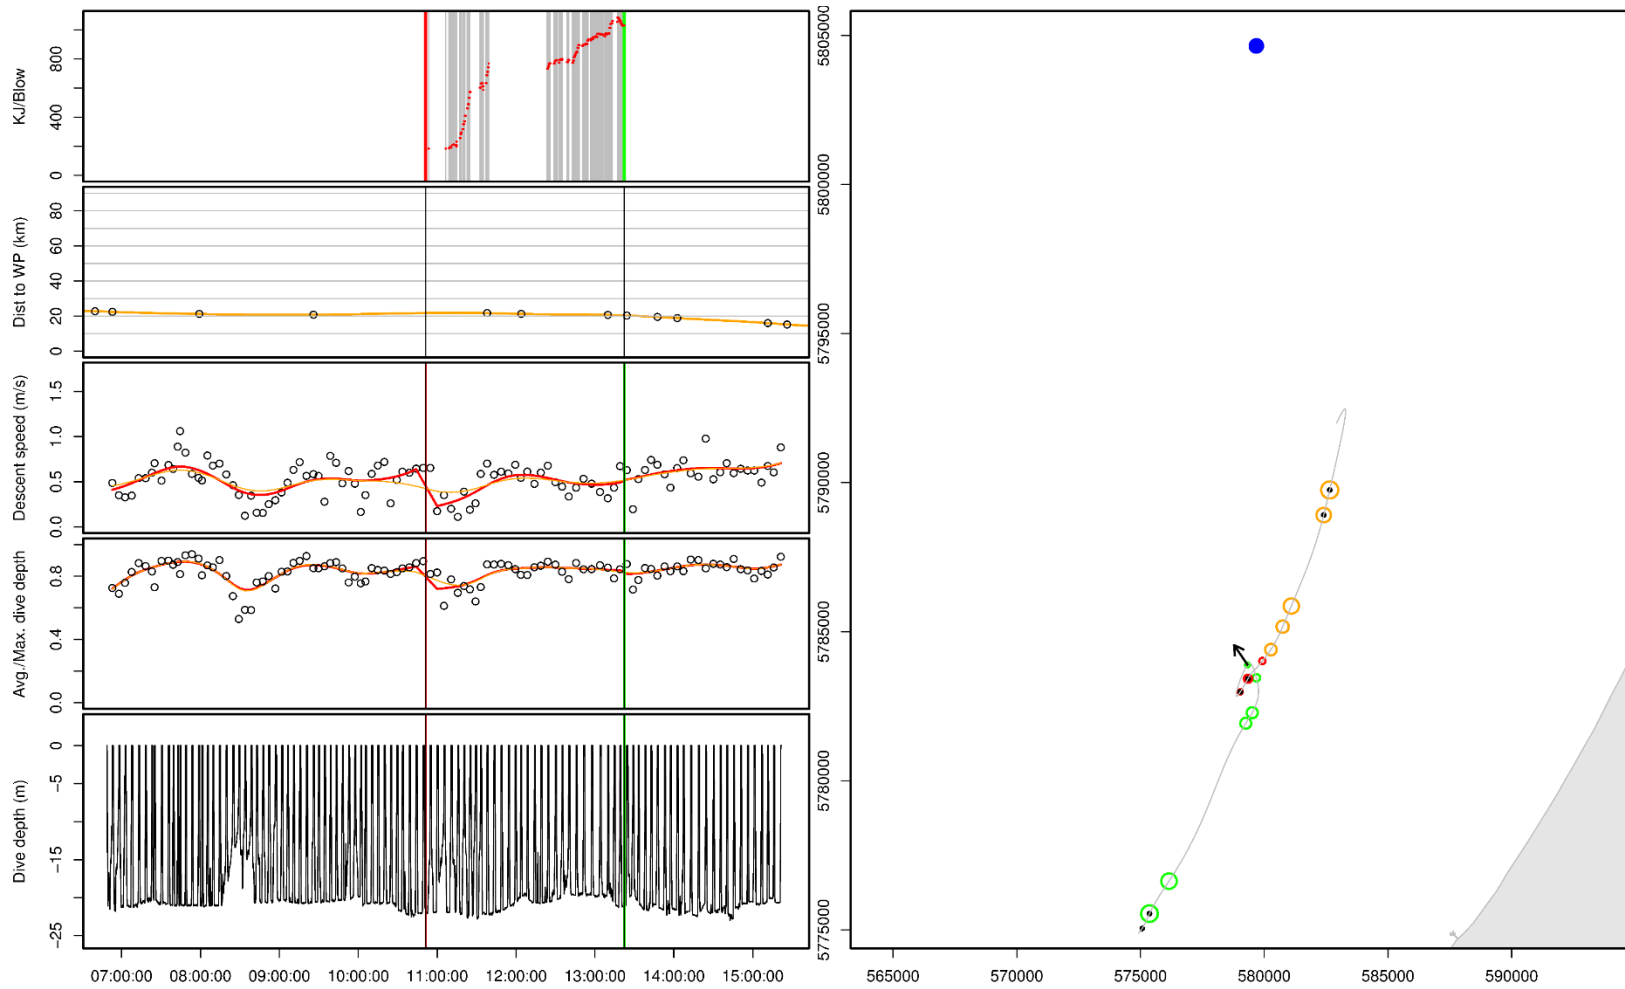 KJ/Blow
0 400 800
Dist to WP (km)
0 20 40 60 80
Descent speed (m/s)
0.0 0.5 1.0 1.5
Avg./Max. dive depth
0.0 0.4 0.8
Dive depth (m)
0 −5 −15 −25
07:00:00 08:00:00 09:00:00 10:00:00 11:00:00 12:00:00 13:00:00 14:00:00 15:00:00
5775000 5780000 5785000 5790000 5795000 5800000 5805000
565000 570000 575000 580000 585000 590000